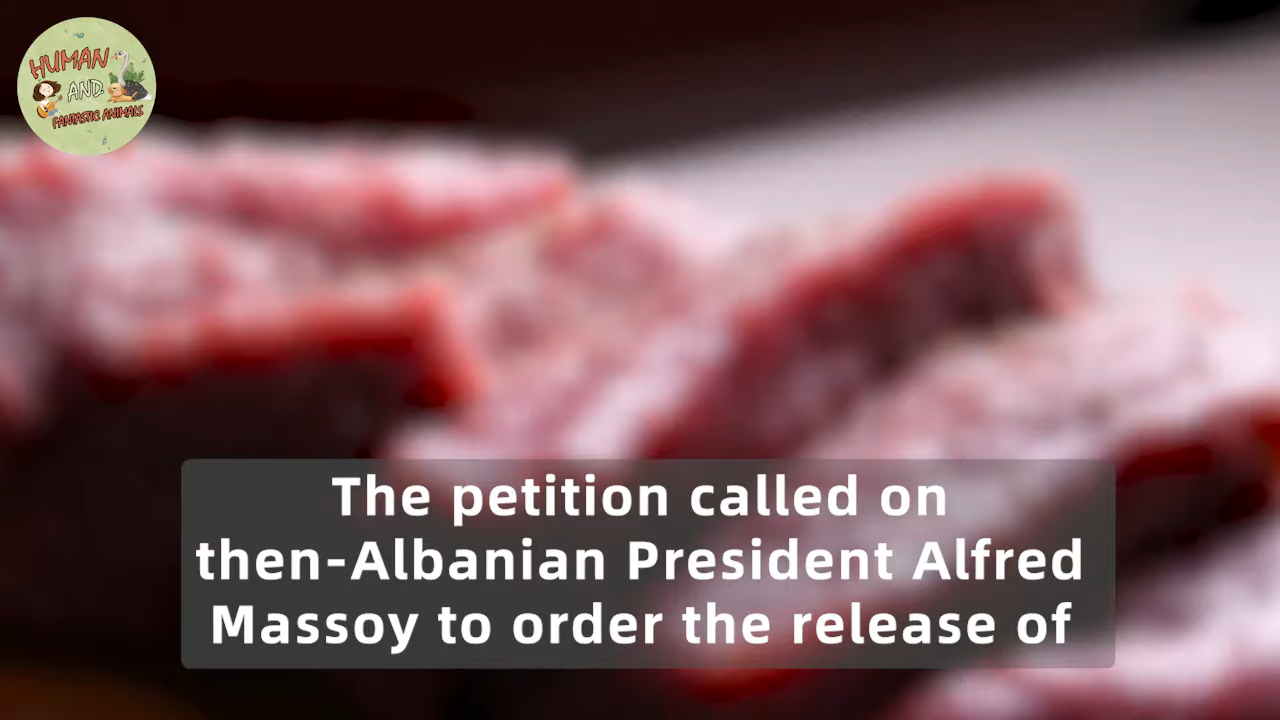 HUMAN
AND
FANTASTIC ANIMALS
The petition called on
then-Albanian President Alfred
Massoy to order the release of